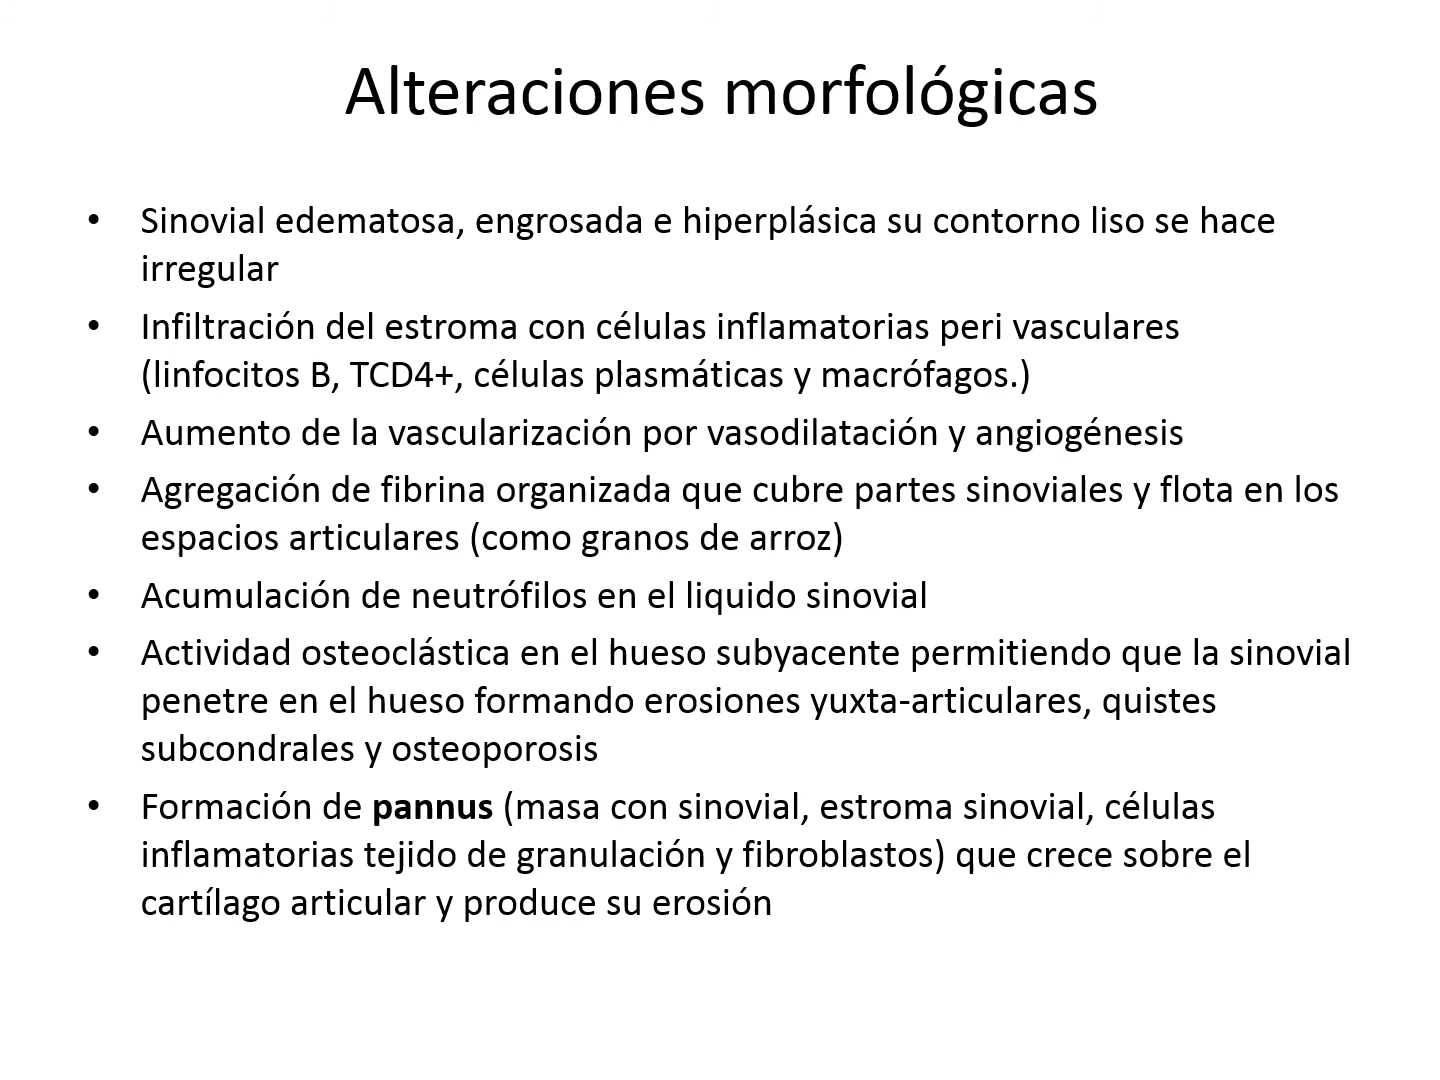 Alteraciones morfológicas
• Sinovial edematosa, engrosada e hiperplásica su contorno liso se hace
irregular
• Infiltración del estroma con células inflamatorias peri vasculares
(linfocitos B, TCD4+, células plasmáticas y macrófagos.)
• Aumento de la vascularización por vasodilatación y angiogénesis
• Agregación de fibrina organizada que cubre partes sinoviales y flota en los
espacios articulares (como granos de arroz)
• Acumulación de neutrófilos en el liquido sinovial
• Actividad osteoclástica en el hueso subyacente permitiendo que la sinovial
penetre en el hueso formando erosiones yuxta-articulares, quistes
subcondrales y osteoporosis
• Formación de pannus (masa con sinovial, estroma sinovial, células
inflamatorias tejido de granulación y fibroblastos) que crece sobre el
cartílago articular y produce su erosión